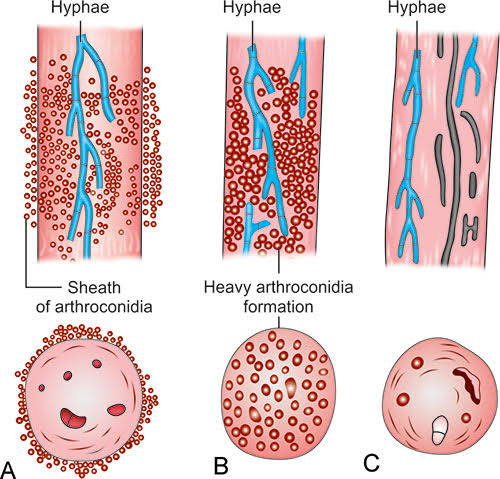 Hyphae
Hyphae
Hyphae
Sheath
of arthroconidia
Heavy arthroconidia
formation
A
B
C